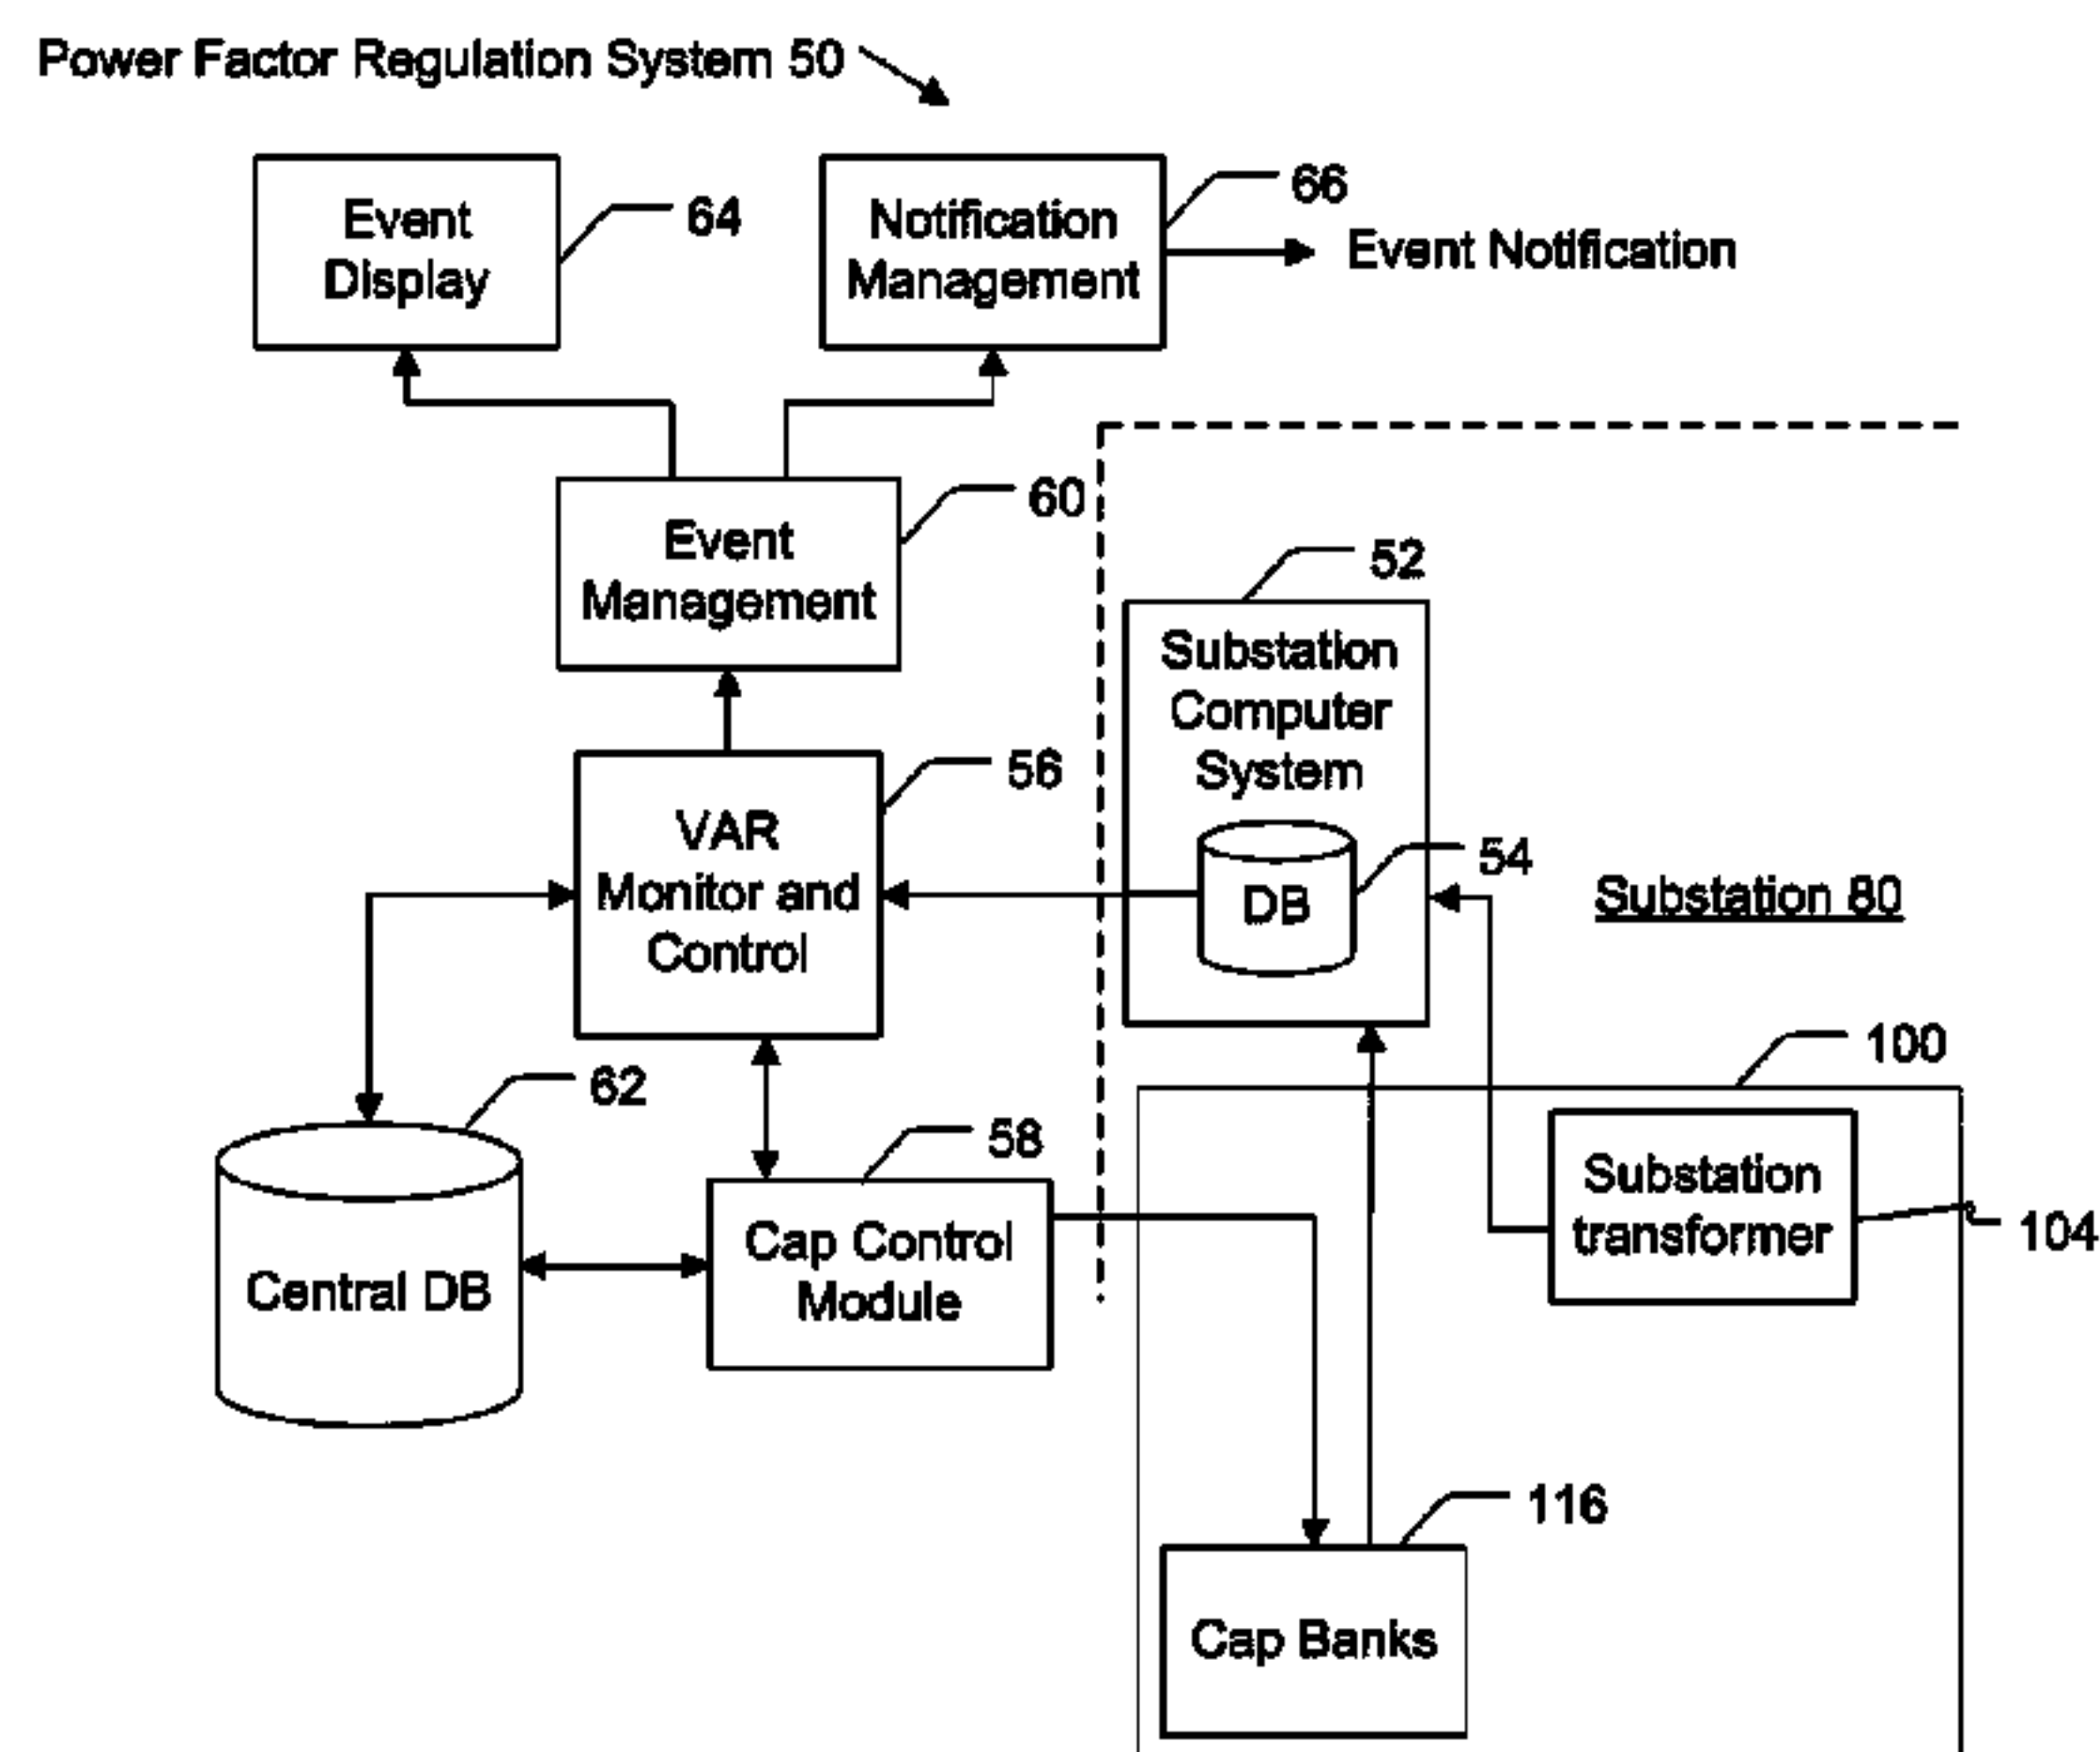 Power Factor Regulation System 50
Event
Display
64
Notification
Management
66
Event Notification
Event
Management
60
52
Substation
Computer
System
DB
54
VAR
Monitor and
Control
56
Substation 80
62
Central DB
58
Cap Control
Module
100
Substation
transformer
104
116
Cap Banks